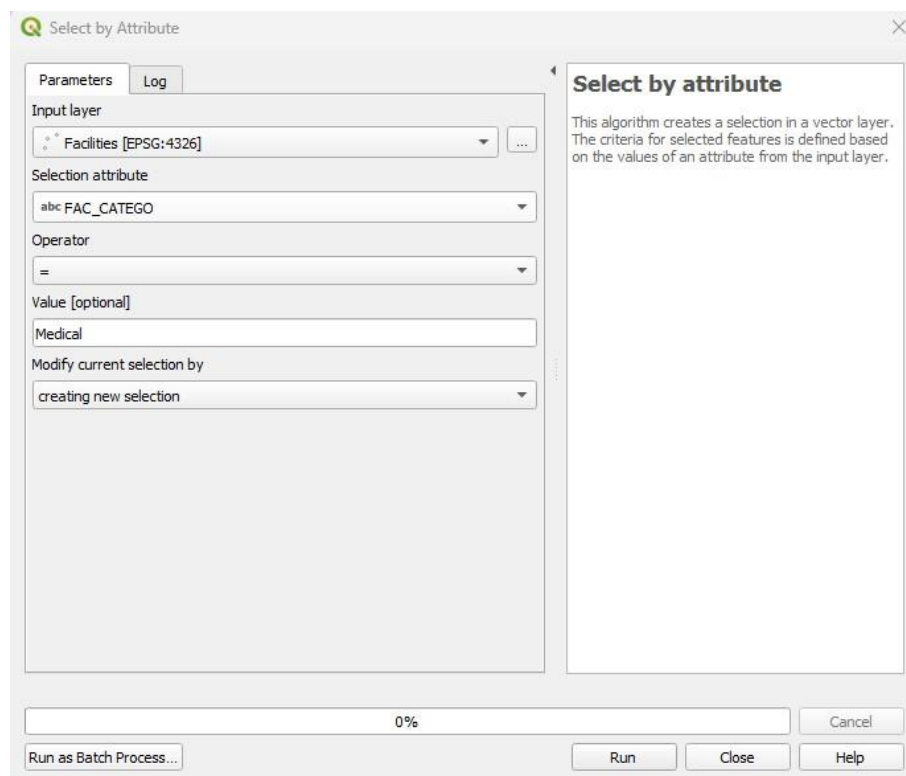 Select by Attribute
Parameters
Log
Input layer
Facilities [EPSG:4326]
...
Selection attribute
abc FAC_CATEGO
Operator
=
Value [optional]
Medical
Modify current selection by
creating new selection
Select by attribute
This algorithm creates a selection in a vector layer.
The criteria for selected features is defined based
on the values of an attribute from the input layer.
0%
Cancel
Run as Batch Process...
Run
Close
Help